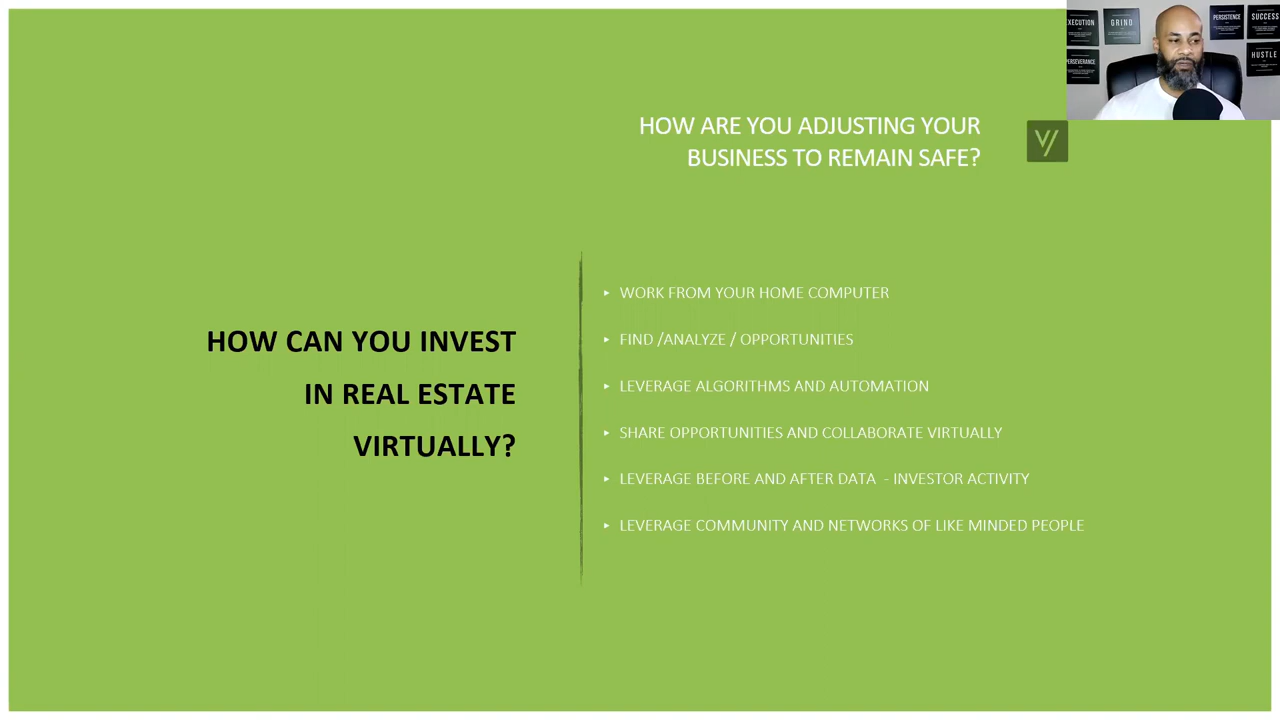 HOW ARE YOU ADJUSTING YOUR
BUSINESS TO REMAIN SAFE?
HOW CAN YOU INVEST
IN REAL ESTATE
VIRTUALLY?
▸ WORK FROM YOUR HOME COMPUTER
▸ FIND /ANALYZE / OPPORTUNITIES
▸ LEVERAGE ALGORITHMS AND AUTOMATION
▸ SHARE OPPORTUNITIES AND COLLABORATE VIRTUALLY
▸ LEVERAGE BEFORE AND AFTER DATA - INVESTOR ACTIVITY
▸ LEVERAGE COMMUNITY AND NETWORKS OF LIKE MINDED PEOPLE
EXECUTION
GRIND
PERSISTENCE
SUCCESS
PERSEVERANCE
HUSTLE